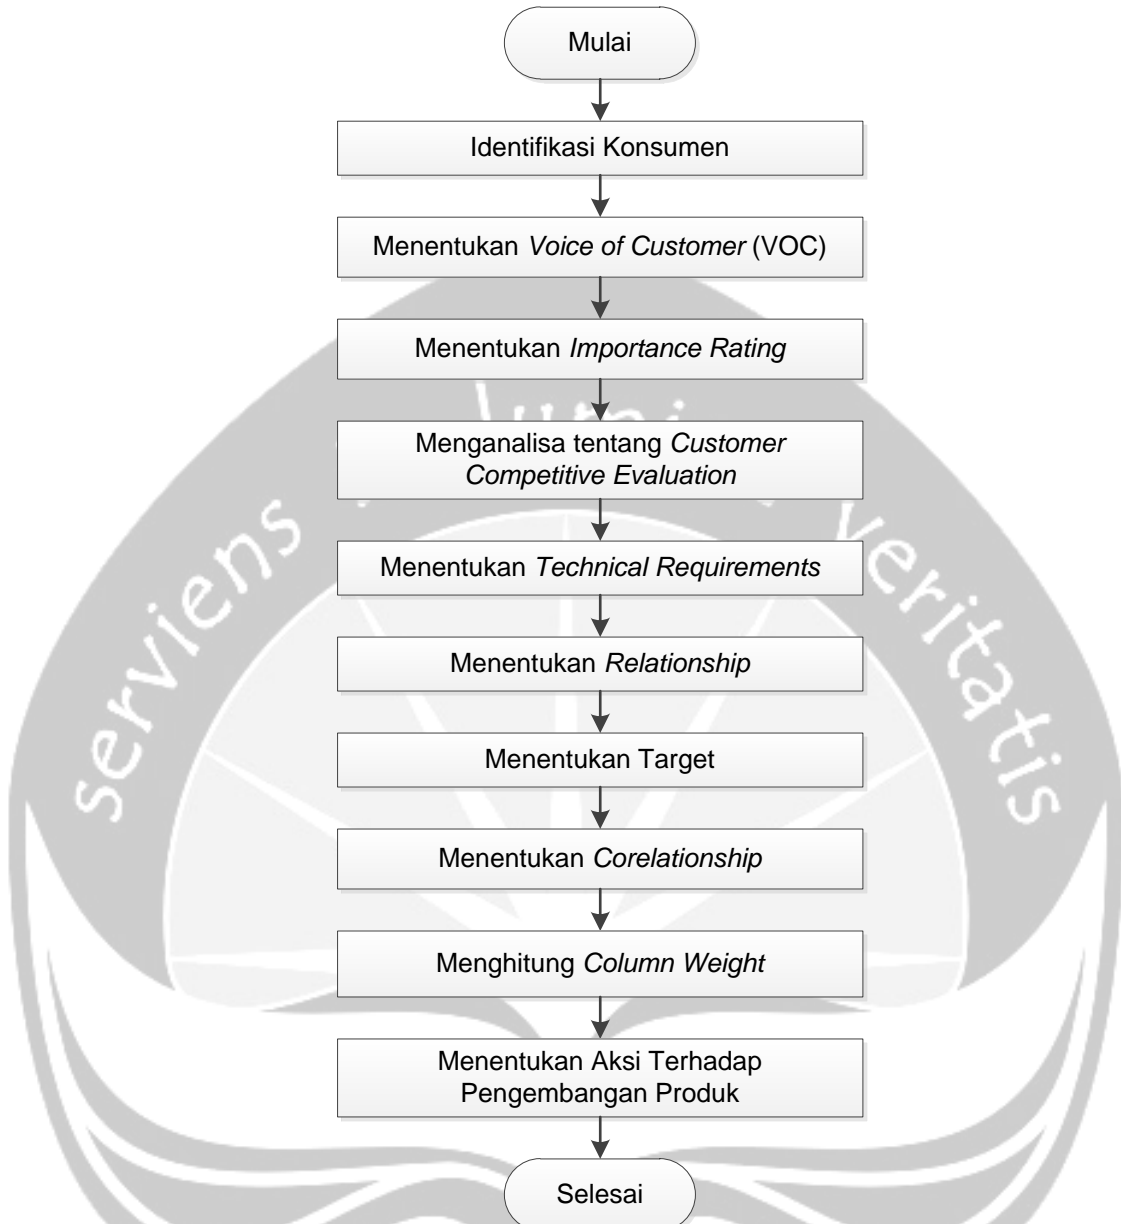 Mulai
Identifikasi Konsumen
Menentukan Voice of Customer (VOC)
Menentukan Importance Rating
Menganalisa tentang Customer
Competitive Evaluation
Menentukan Technical Requirements
Menentukan Relationship
Menentukan Target
Menentukan Corelationship
Menghitung Column Weight
Menentukan Aksi Terhadap
Pengembangan Produk
Selesai
serviens
veritatis